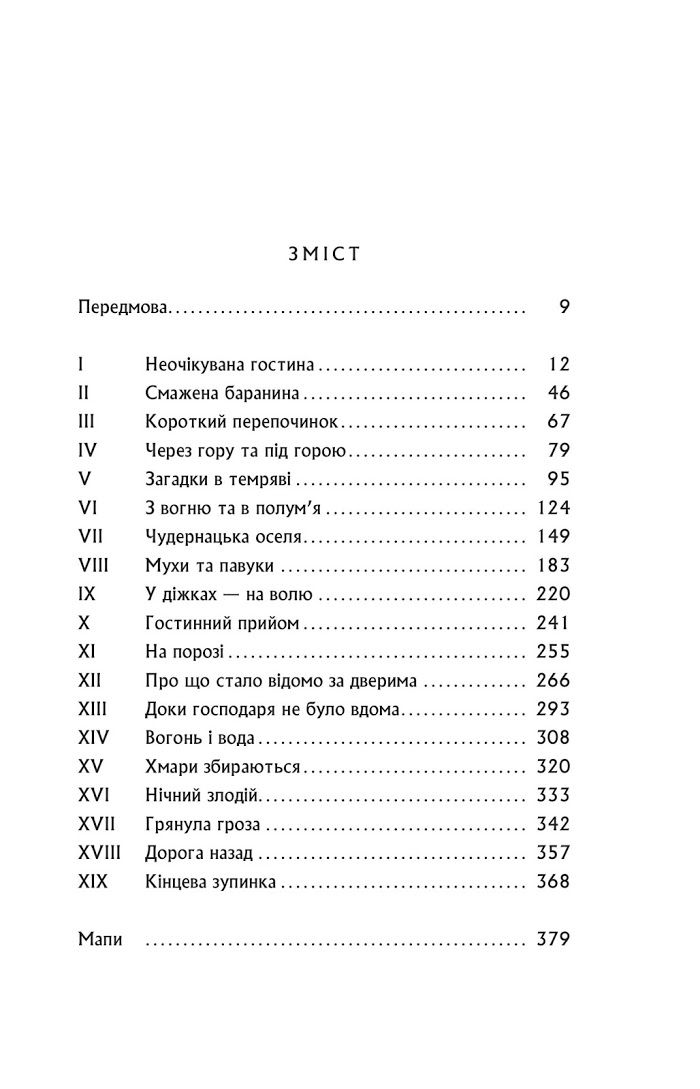 ЗМІСТ
Передмова................................................ 9
I Неочікувана гостина............................ 12
II Смажена баранина.............................. 46
III Короткий перепочинок......................... 67
IV Через гору та під горою........................ 79
V Загадки в темряві............................... 95
VI З вогню та в полум'я........................... 124
VII Чудернацька оселя.............................. 149
VIII Мухи та павуки ................................. 183
IX У діжках — на волю ............................ 220
X Гостинний прийом.............................. 241
XI На порозі........................................ 255
XII Про що стало відомо за дверима .............. 266
XIII Доки господаря не було вдома................. 293
XIV Вогонь і вода.................................... 308
XV Хмари збираються.............................. 320
XVI Нічний злодій.................................... 333
XVII Грянула гроза ................................... 342
XVIII Дорога назад.................................... 357
XIX Кінцева зупинка................................. 368
Мапи ................................................... 379